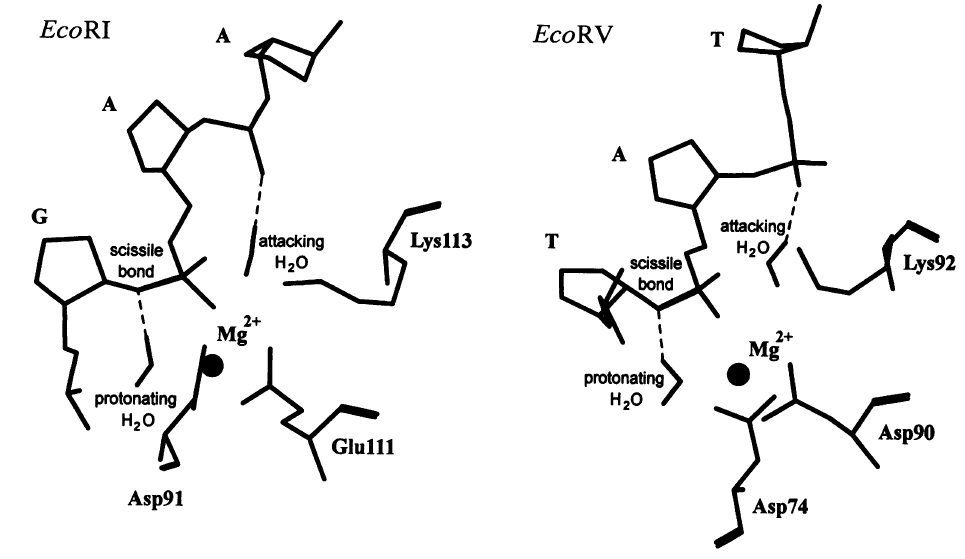 EcoRI
A
A
G
scissile
bond
attacking
H2O
Lys113
Mg2+
protonating
H2O
Glu111
Asp91
EcoRV
T
A
T
attacking
H2O
scissile
bond
Lys92
Mg2+
protonating
H2O
Asp90
Asp74